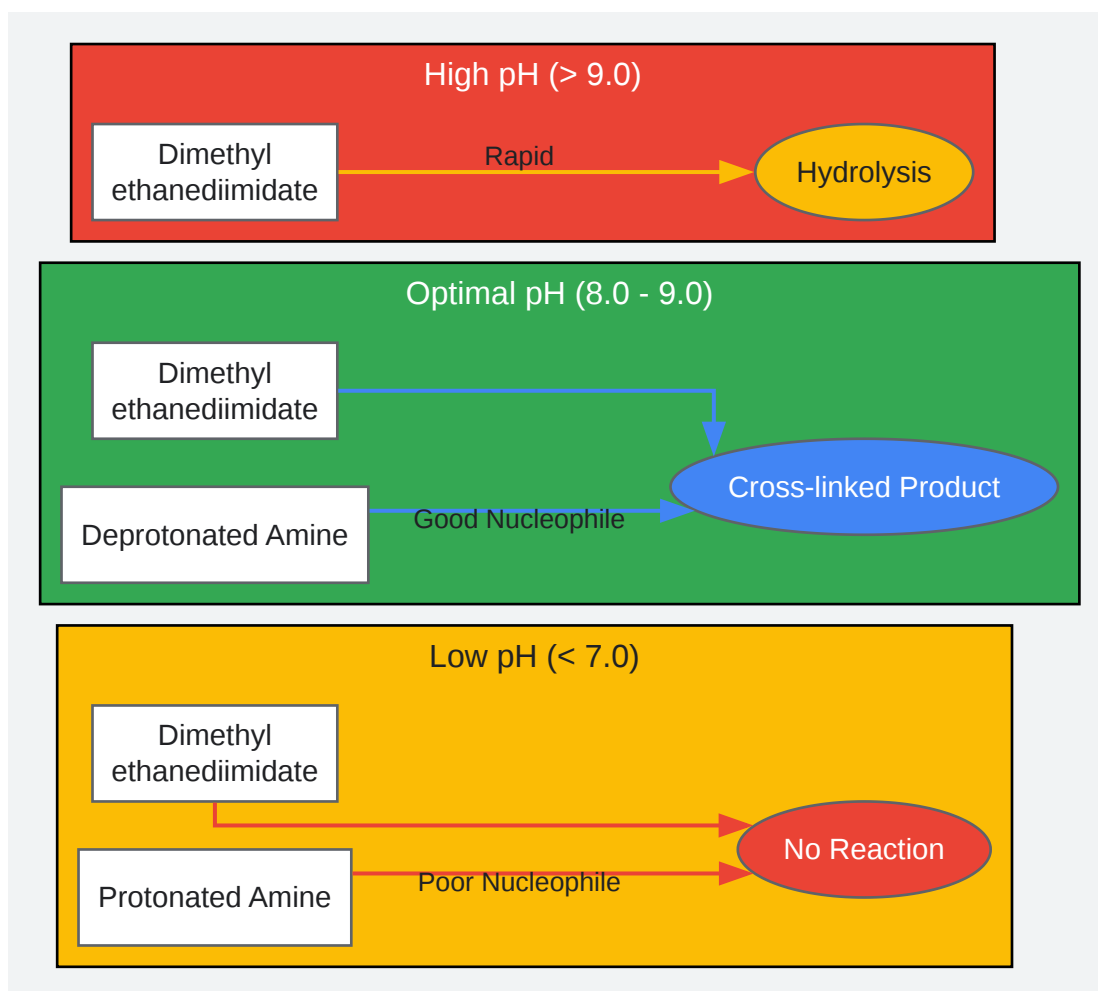 High pH (> 9.0)
Dimethyl
ethanediimidate
Rapid
Hydrolysis
Optimal pH (8.0 - 9.0)
Dimethyl
ethanediimidate
Deprotonated Amine
Good Nucleophile
Cross-linked Product
Low pH (< 7.0)
Dimethyl
ethanediimidate
Protonated Amine
Poor Nucleophile
No Reaction